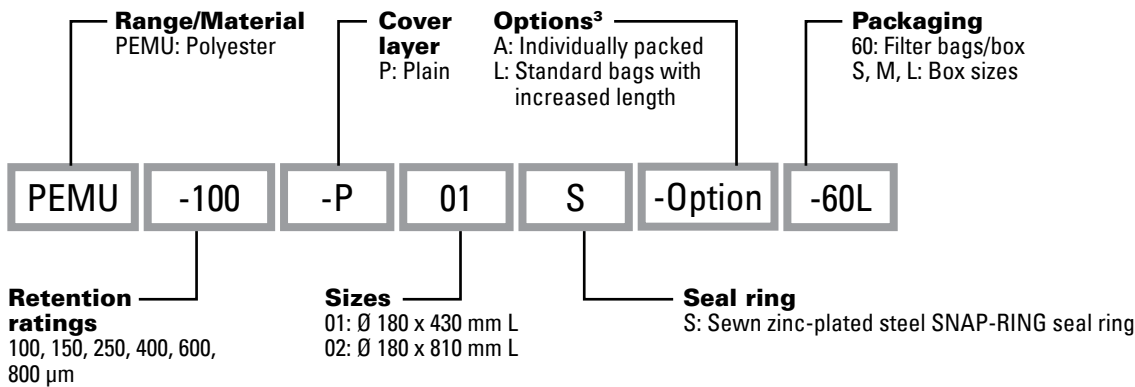 Range/Material
PEMU: Polyester
Cover
layer
P: Plain
Options³
A: Individually packed
L: Standard bags with
increased length
Packaging
60: Filter bags/box
S, M, L: Box sizes
PEMU -100 -P 01 S -Option -60L
Retention
ratings
100, 150, 250, 400, 600,
800 µm
Sizes
01: Ø 180 x 430 mm L
02: Ø 180 x 810 mm L
Seal ring
S: Sewn zinc-plated steel SNAP-RING seal ring